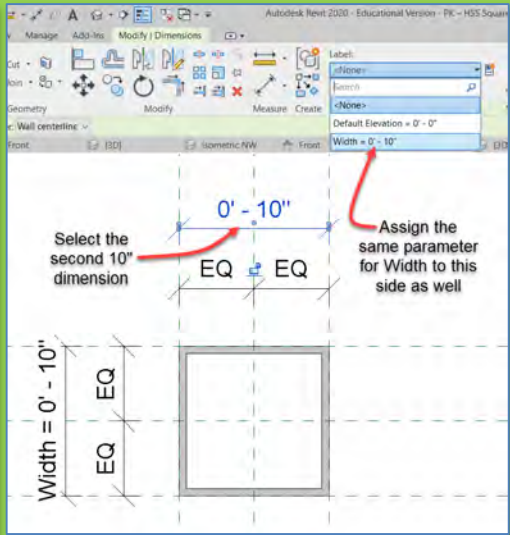 Autodesk Revit 2020 - Educational Version - PK - HSS Square
Manage Add-Ins Modify | Dimensions
Label:
<None>
Search
<None>
Default Elevation = 0' - 0"
Width = 0' - 10"
Geometry Modify Measure Create
Wall centerline
Front {3D} Isometric NW Front
0' - 10"
Select the
second 10"
dimension
Assign the
same parameter
for Width to this
side as well
EQ EQ
Width = 0' - 10"
EQ
EQ